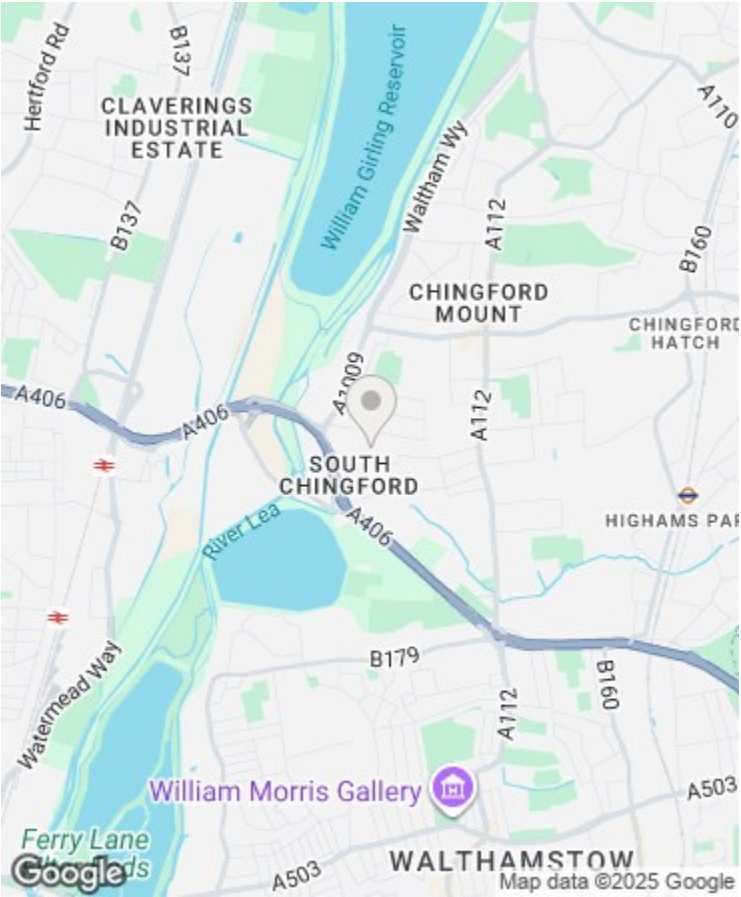 Hertford Rd
B137
CLAVERINGS
INDUSTRIAL
ESTATE
William Girling Reservoir
Waltham Wy
A110
B137
A112
B160
CHINGFORD
MOUNT
CHINGFORD
HATCH
A1009
A406
A406
A112
SOUTH
CHINGFORD
A406
River Lea
HIGHAMS PAR
Watermead Way
B179
B160
A112
William Morris Gallery
A503
Ferry Lane
WALTHAMSTOW
A503
Google
Map data ©2025 Google